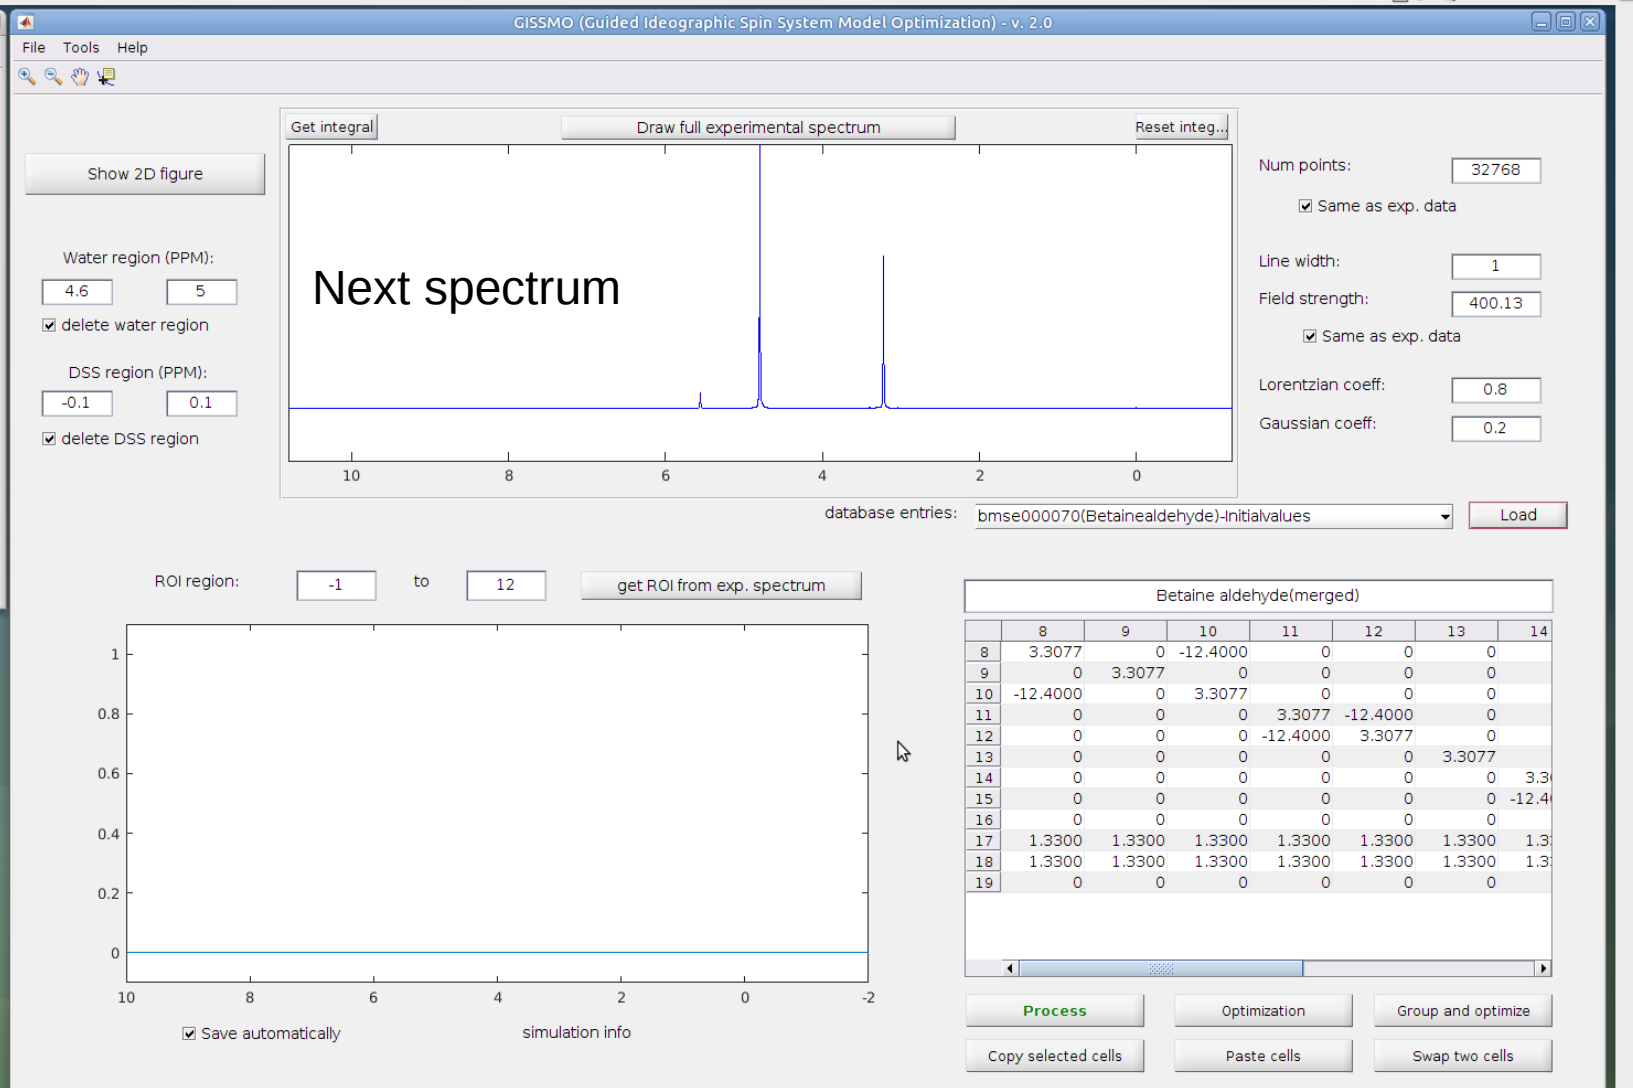 GISSMO (Guided Ideographic Spin System Model Optimization) - v. 2.0
File Tools Help
Get integral Draw full experimental spectrum Reset integ...
Show 2D figure
Water region (PPM):
4.6 5
delete water region
DSS region (PPM):
-0.1 0.1
delete DSS region
Next spectrum
10 8 6 4 2 0
Num points: 32768
Same as exp. data
Line width: 1
Field strength: 400.13
Same as exp. data
Lorentzian coeff: 0.8
Gaussian coeff: 0.2
database entries: bmse000070(Betainealdehyde)-Initialvalues Load
ROI region: -1 to 12 get ROI from exp. spectrum
1
0.8
0.6
0.4
0.2
0
10 8 6 4 2 0 -2
Save automatically simulation info
Betaine aldehyde(merged)
8 9 10 11 12 13 14
8 3.3077 0 -12.4000 0 0 0
9 0 3.3077 0 0 0 0
10 -12.4000 0 3.3077 0 0 0
11 0 0 0 3.3077 -12.4000 0
12 0 0 0 -12.4000 3.3077 0
13 0 0 0 0 0 3.3077
14 0 0 0 0 0 0 3.3
15 0 0 0 0 0 0 -12.4
16 0 0 0 0 0 0
17 1.3300 1.3300 1.3300 1.3300 1.3300 1.3300 1.3
18 1.3300 1.3300 1.3300 1.3300 1.3300 1.3300 1.3
19 0 0 0 0 0 0
Process Optimization Group and optimize
Copy selected cells Paste cells Swap two cells